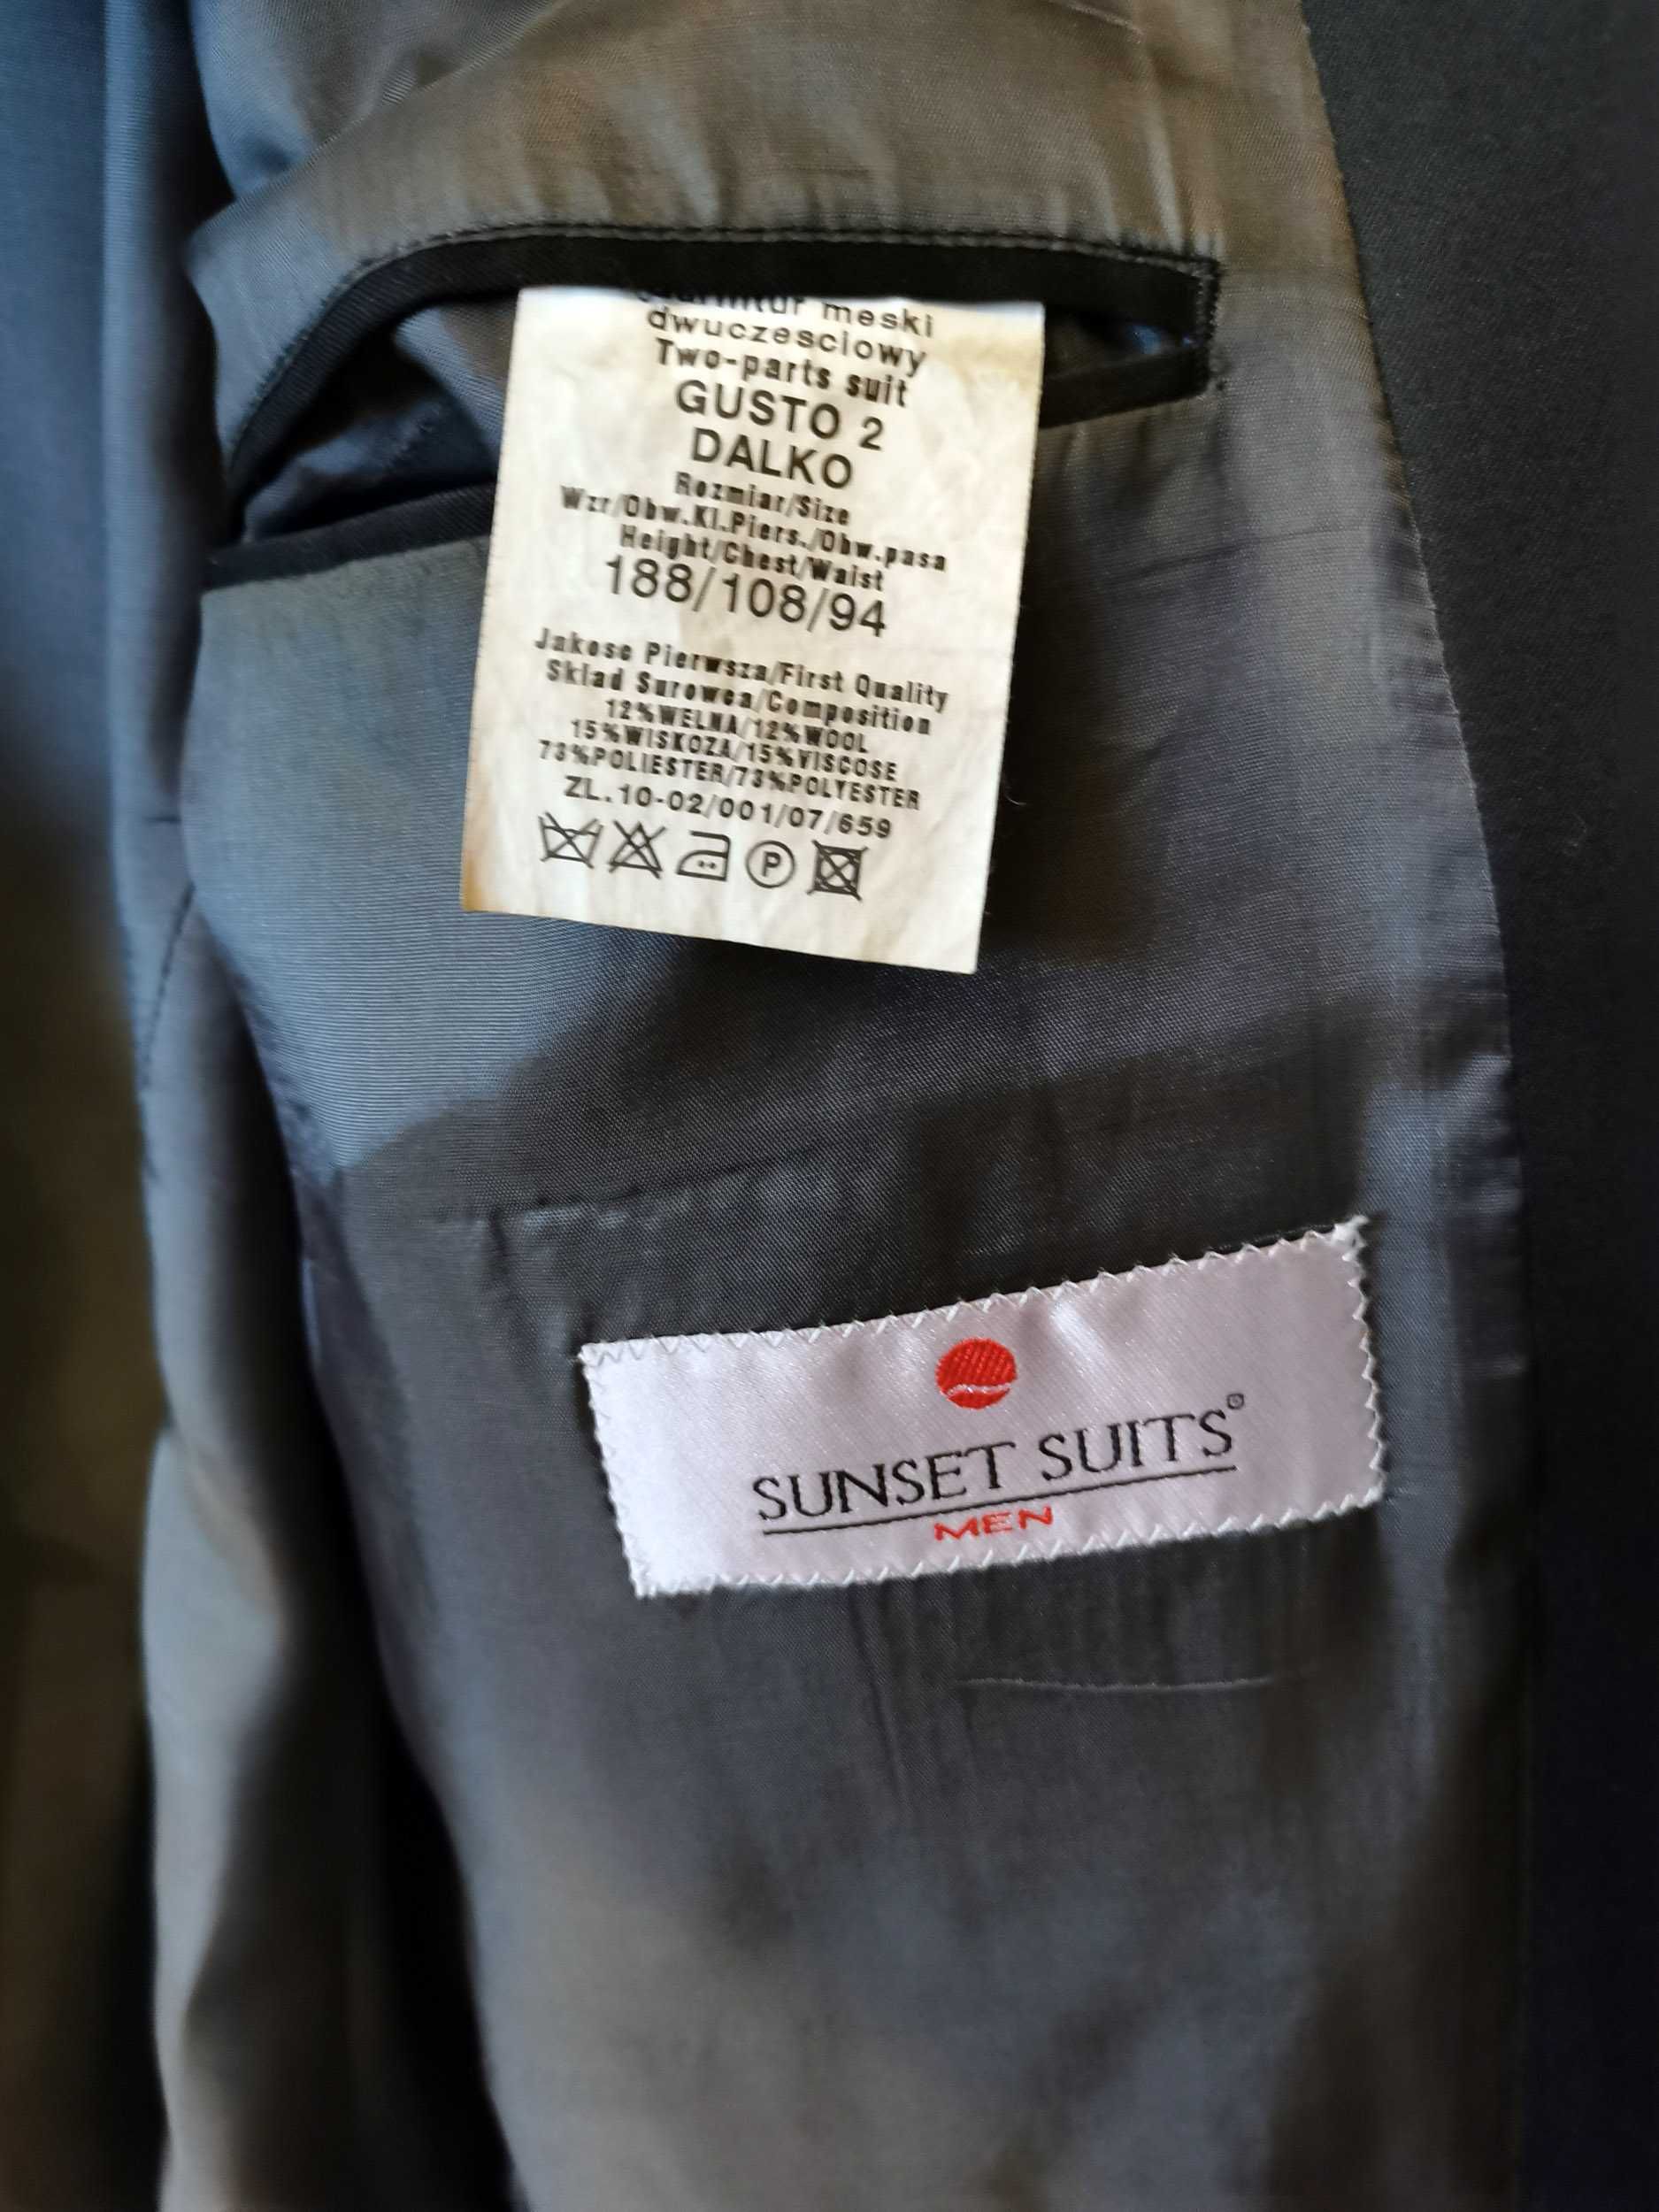 meski
dwuczesciowy
Two-parts suit
GUSTO 2
DALKO
Rozmiar/Size
Wzr/Obw.Kl.Piers./Obw.pasa
Height/Chest/Waist
188/108/94
Jakosc Pierwsza/First Quality
Sklad Surowca/Composition
12%WELNA/12%WOOL
15%WISKOZA/15%VISCOSE
73%POLIESTER/73%POLYESTER
ZL.10-02/001/07/659
P
SUNSET SUITS®
MEN